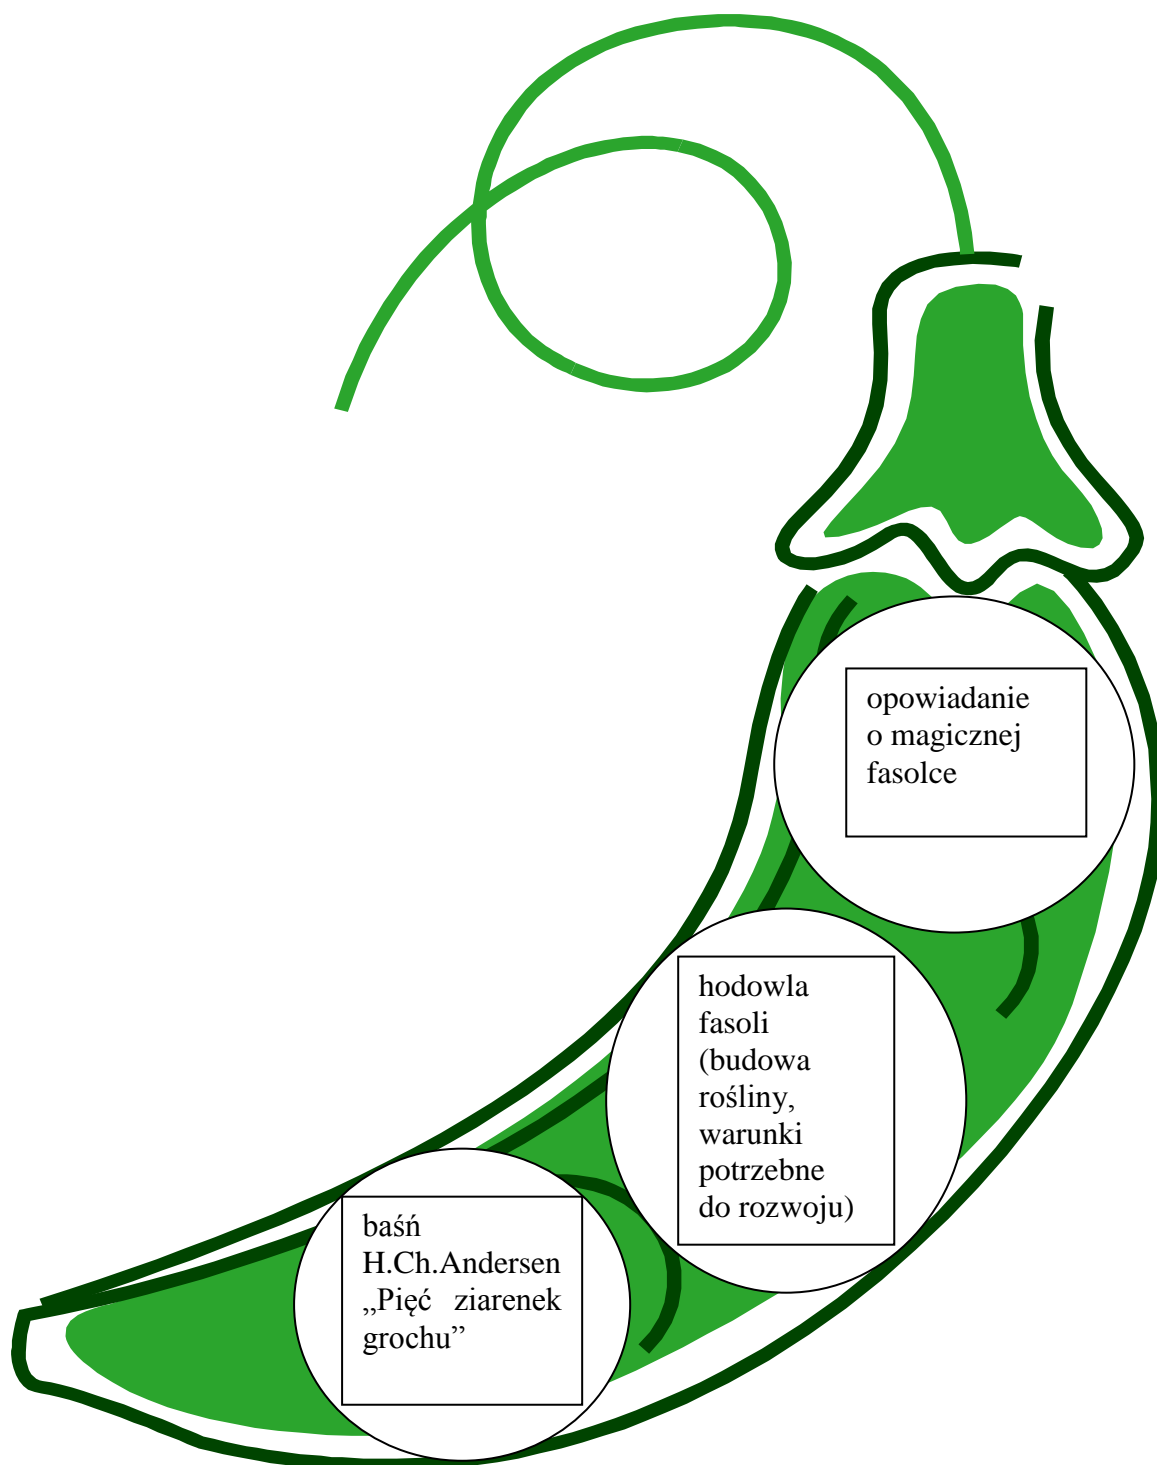 opowiadanie
o magicznej
fasolce
hodowla
fasoli
(budowa
rośliny,
warunki
potrzebne
do rozwoju)
baśń
H.Ch.Andersen
„Pięć ziarenek
grochu”